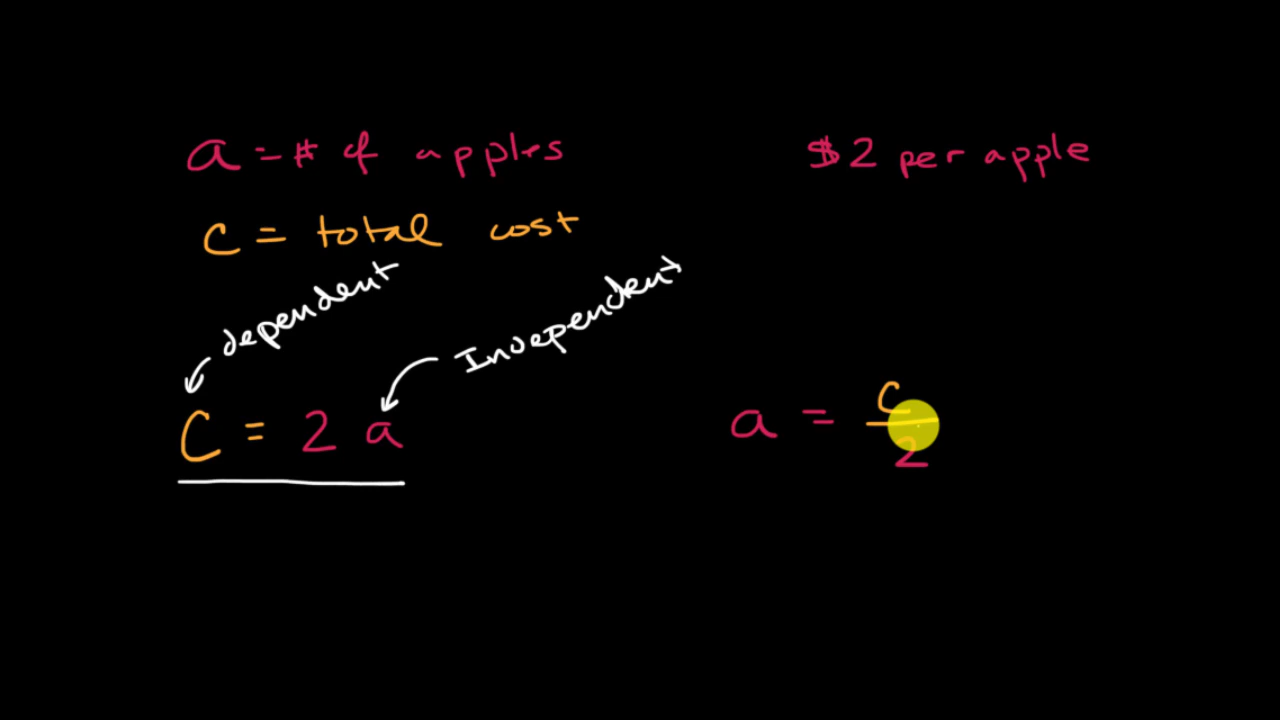 a = # of apples
$2 per apple
c = total cost
dependent
Independent
C = 2 a
a = c/2